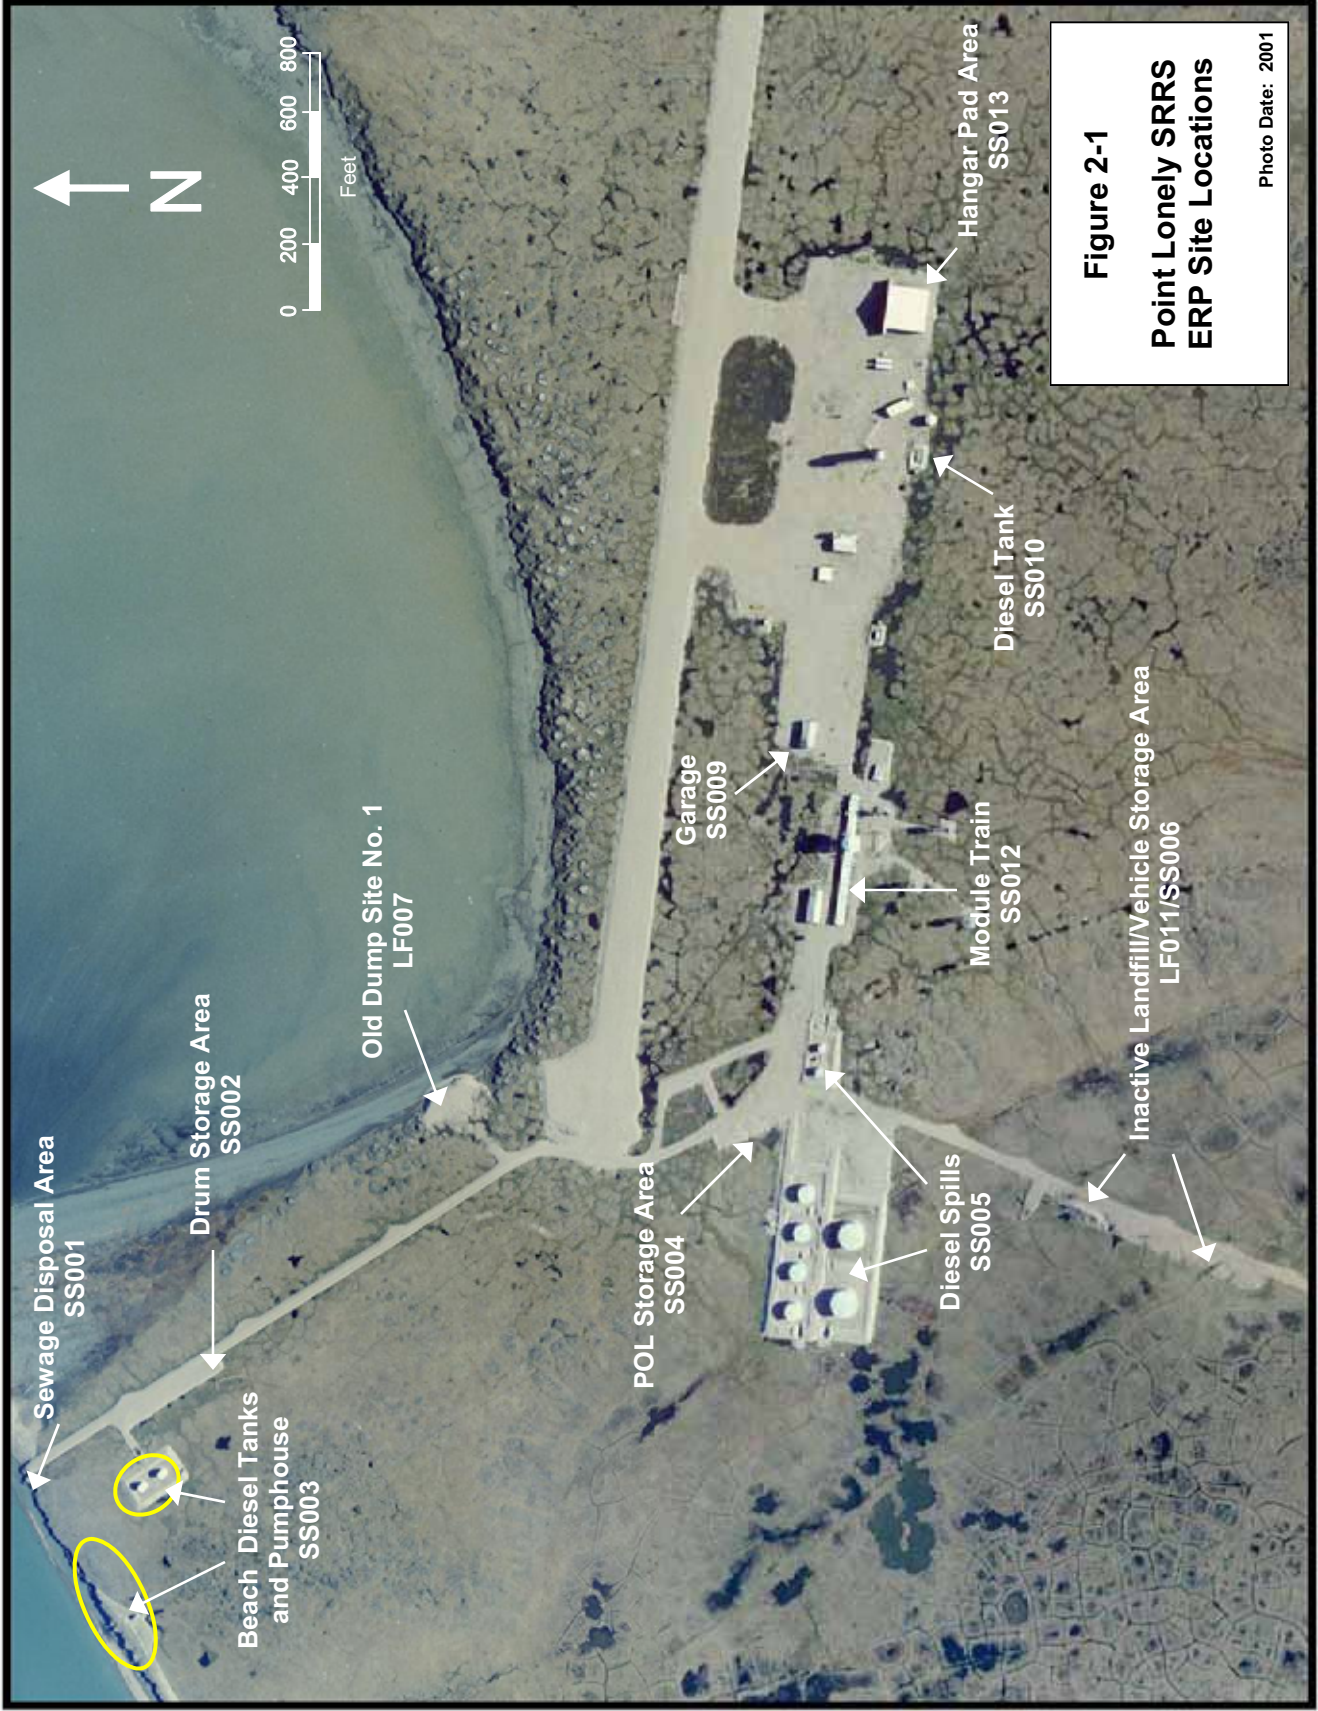 Sewage Disposal Area
SS001
Drum Storage Area
SS002
Beach Diesel Tanks
and Pumphouse
SS003
Old Dump Site No. 1
LF007
N
0 200 400 600 800
Feet
POL Storage Area
SS004
Garage
SS009
Diesel Spills
SS005
Module Train
SS012
Inactive Landfill/Vehicle Storage Area
LF011/SS006
Diesel Tank
SS010
Hangar Pad Area
SS013
Figure 2-1
Point Lonely SRRS
ERP Site Locations
Photo Date: 2001